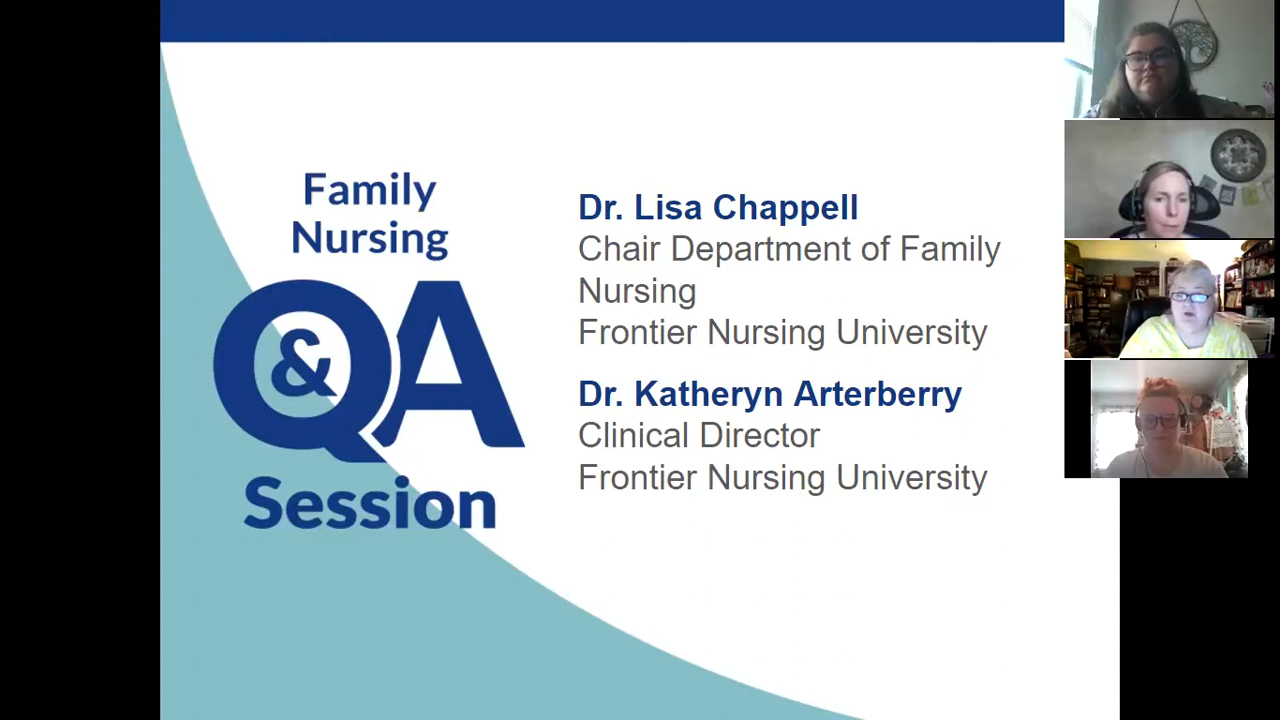 Family
Nursing
Q&A
Session
Dr. Lisa Chappell
Chair Department of Family
Nursing
Frontier Nursing University
Dr. Katheryn Arterberry
Clinical Director
Frontier Nursing University